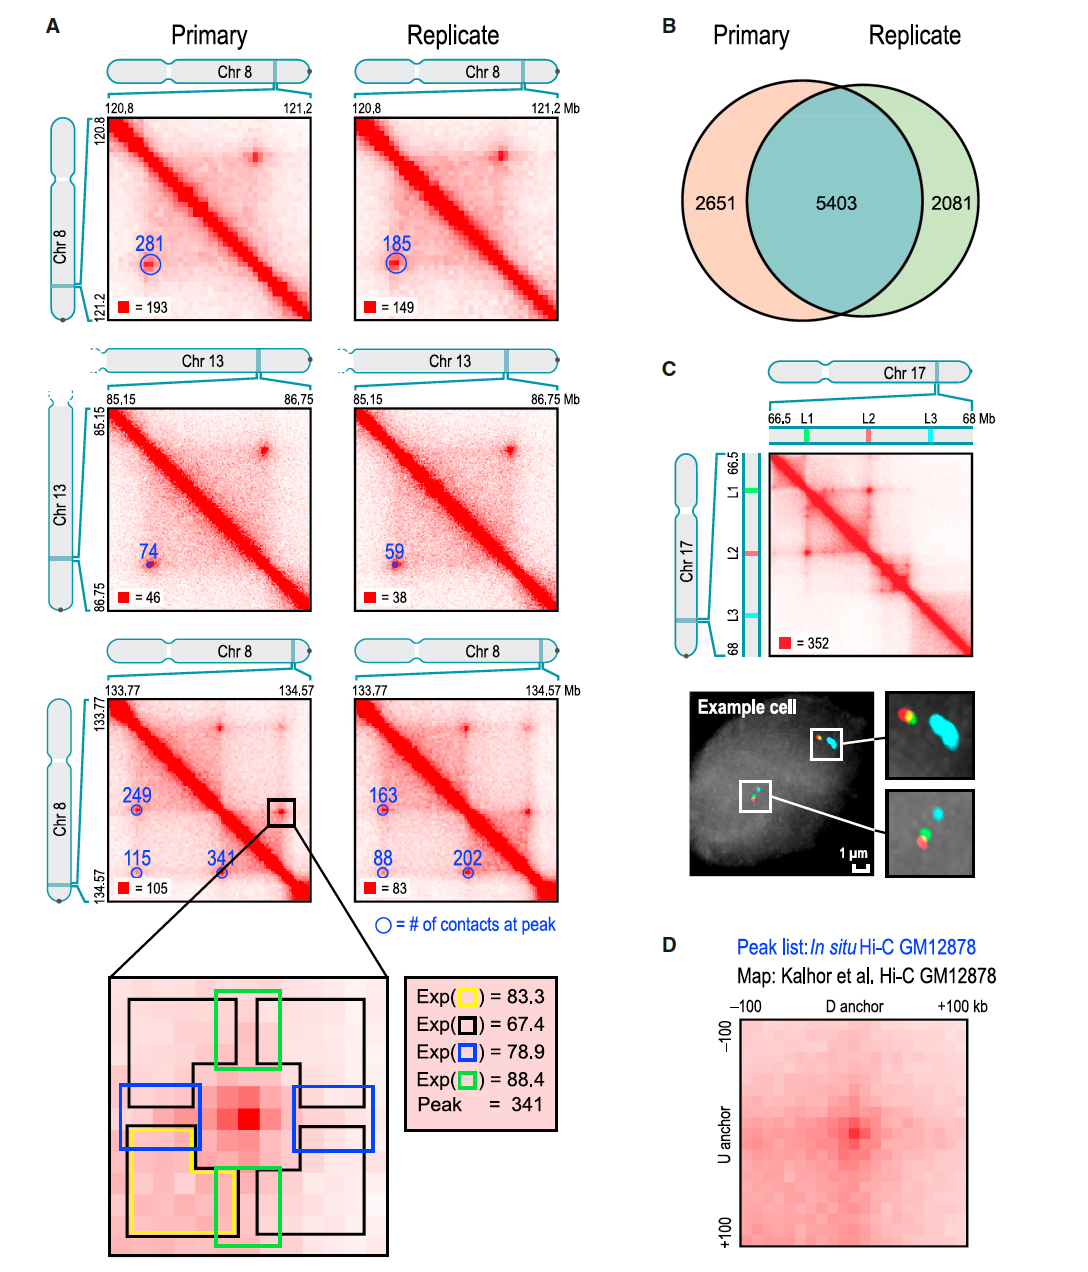 A
Primary
Replicate
Chr 8
Chr 8
120.8
121.2
120.8
121.2 Mb
120.8
Chr 8
121.2
281
= 193
185
= 149
Chr 13
Chr 13
85.15
86.75
85.15
86.75 Mb
85.15
Chr 13
86.75
74
= 46
59
= 38
Chr 8
Chr 8
133.77
134.57
133.77
134.57 Mb
133.77
Chr 8
134.57
249
115
341
= 105
163
88
202
= 83
= # of contacts at peak
Exp( ) = 83.3
Exp( ) = 67.4
Exp( ) = 78.9
Exp( ) = 88.4
Peak = 341
B
Primary
Replicate
2651
5403
2081
C
Chr 17
66.5 L1 L2 L3 68 Mb
66.5
L1
L2
L3
68
Chr 17
= 352
Example cell
1 µm
D
Peak list: In situ Hi-C GM12878
Map: Kalhor et al. Hi-C GM12878
–100 D anchor +100 kb
–100
U anchor
+100